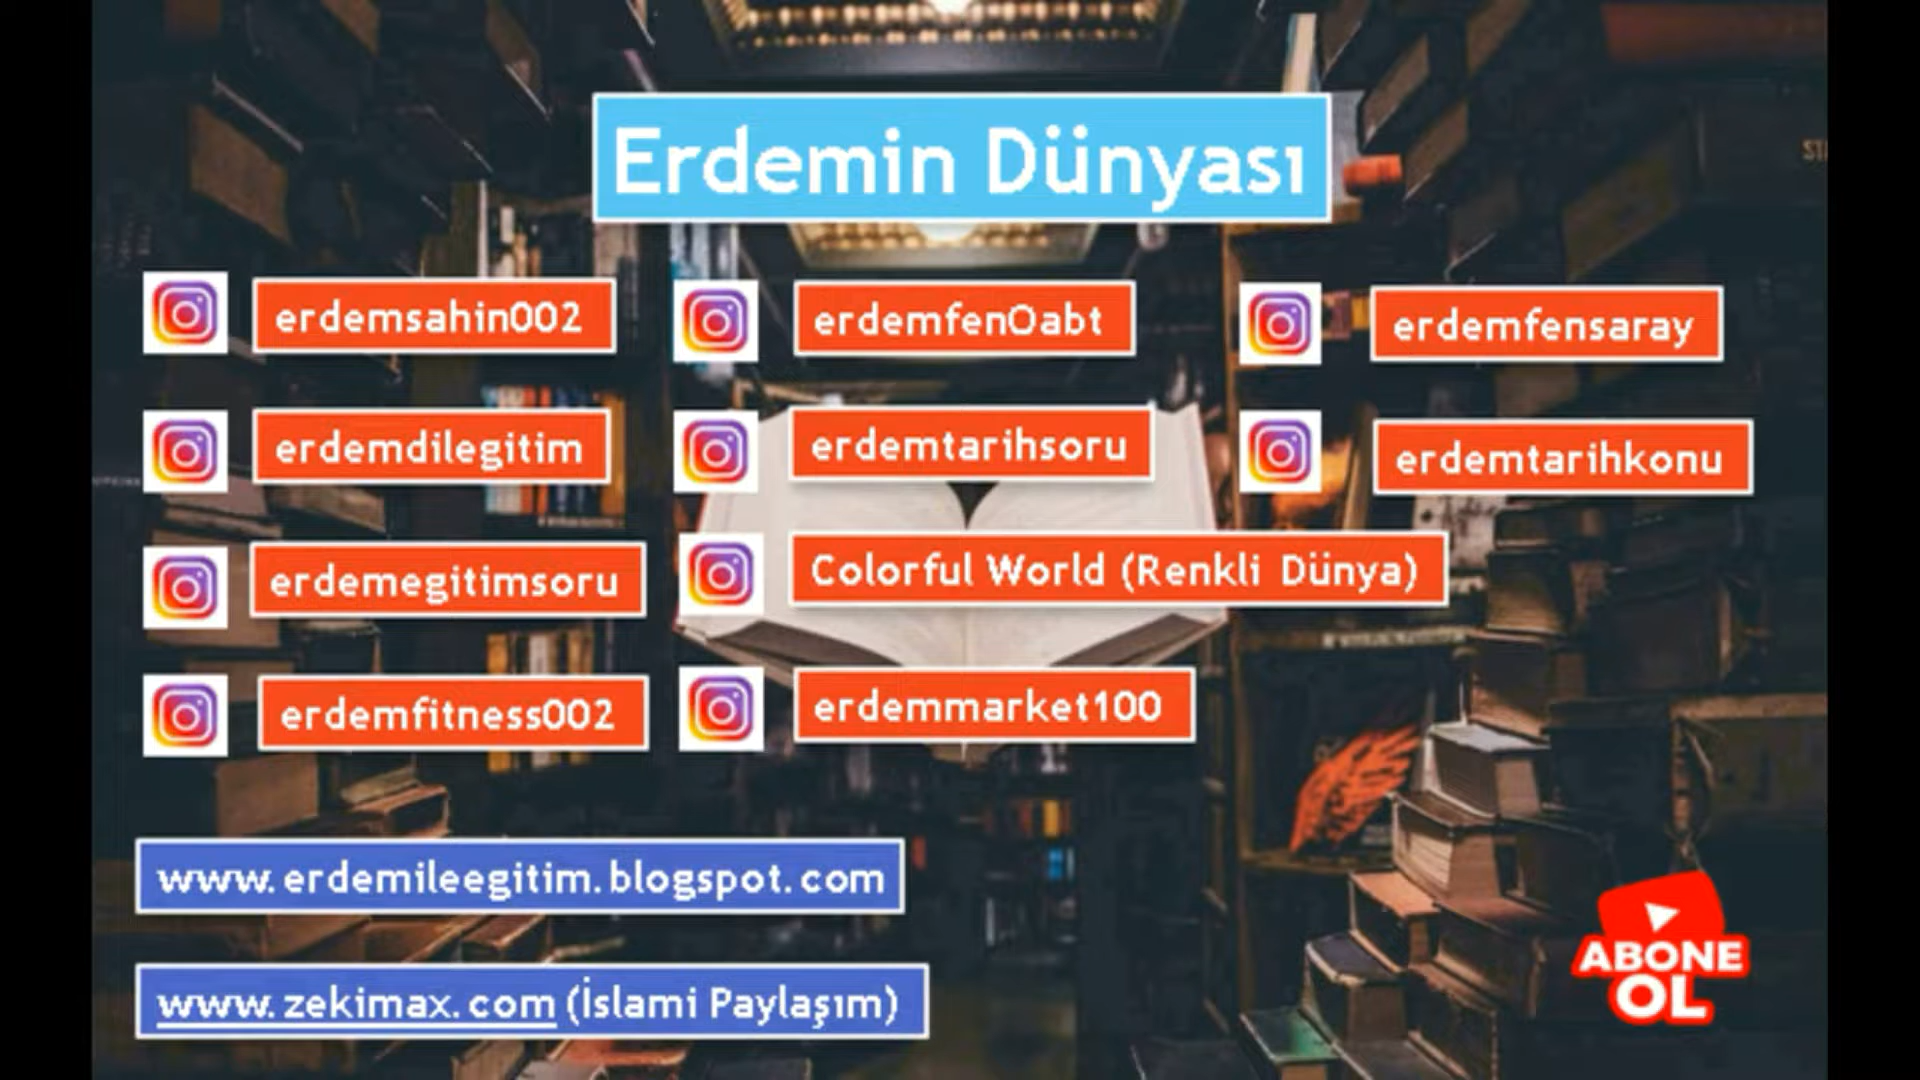 Erdemin Dünyası
erdemsahin002
erdemfenOabt
erdemfensaray
erdemdilegitim
erdemtarihsoru
erdemtarihkonu
erdemegitimsoru
Colorful World (Renkli Dünya)
erdemfitness002
erdemmarket100
www.erdemileegitim.blogspot.com
www.zekimax.com (İslami Paylaşım)
ABONE
OL